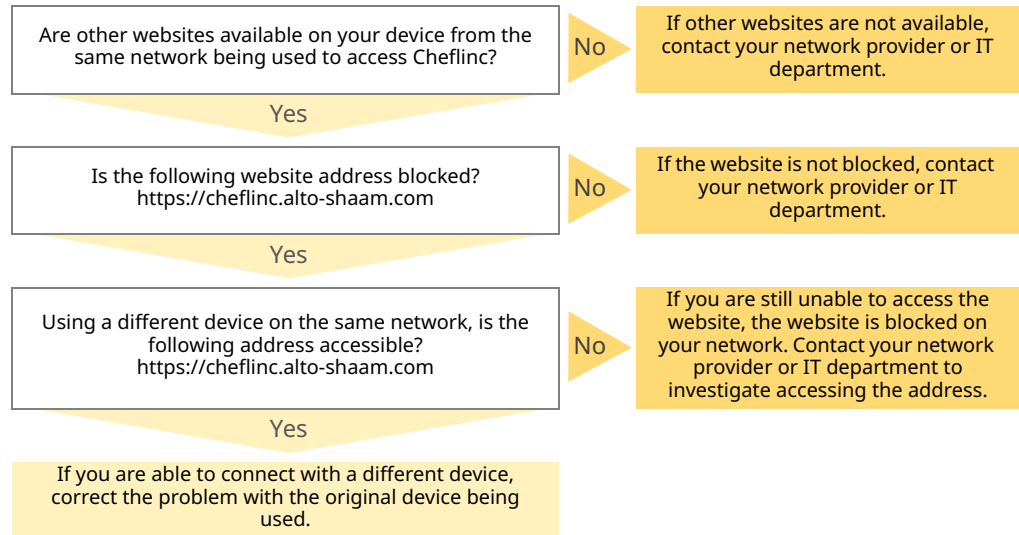 Are other websites available on your device from the
same network being used to access Cheflinc?
No
If other websites are not available,
contact your network provider or IT
department.
Yes
Is the following website address blocked?
https://cheflinc.alto-shaam.com
No
If the website is not blocked, contact
your network provider or IT
department.
Yes
Using a different device on the same network, is the
following address accessible?
https://cheflinc.alto-shaam.com
No
If you are still unable to access the
website, the website is blocked on
your network. Contact your network
provider or IT department to
investigate accessing the address.
Yes
If you are able to connect with a different device,
correct the problem with the original device being
used.